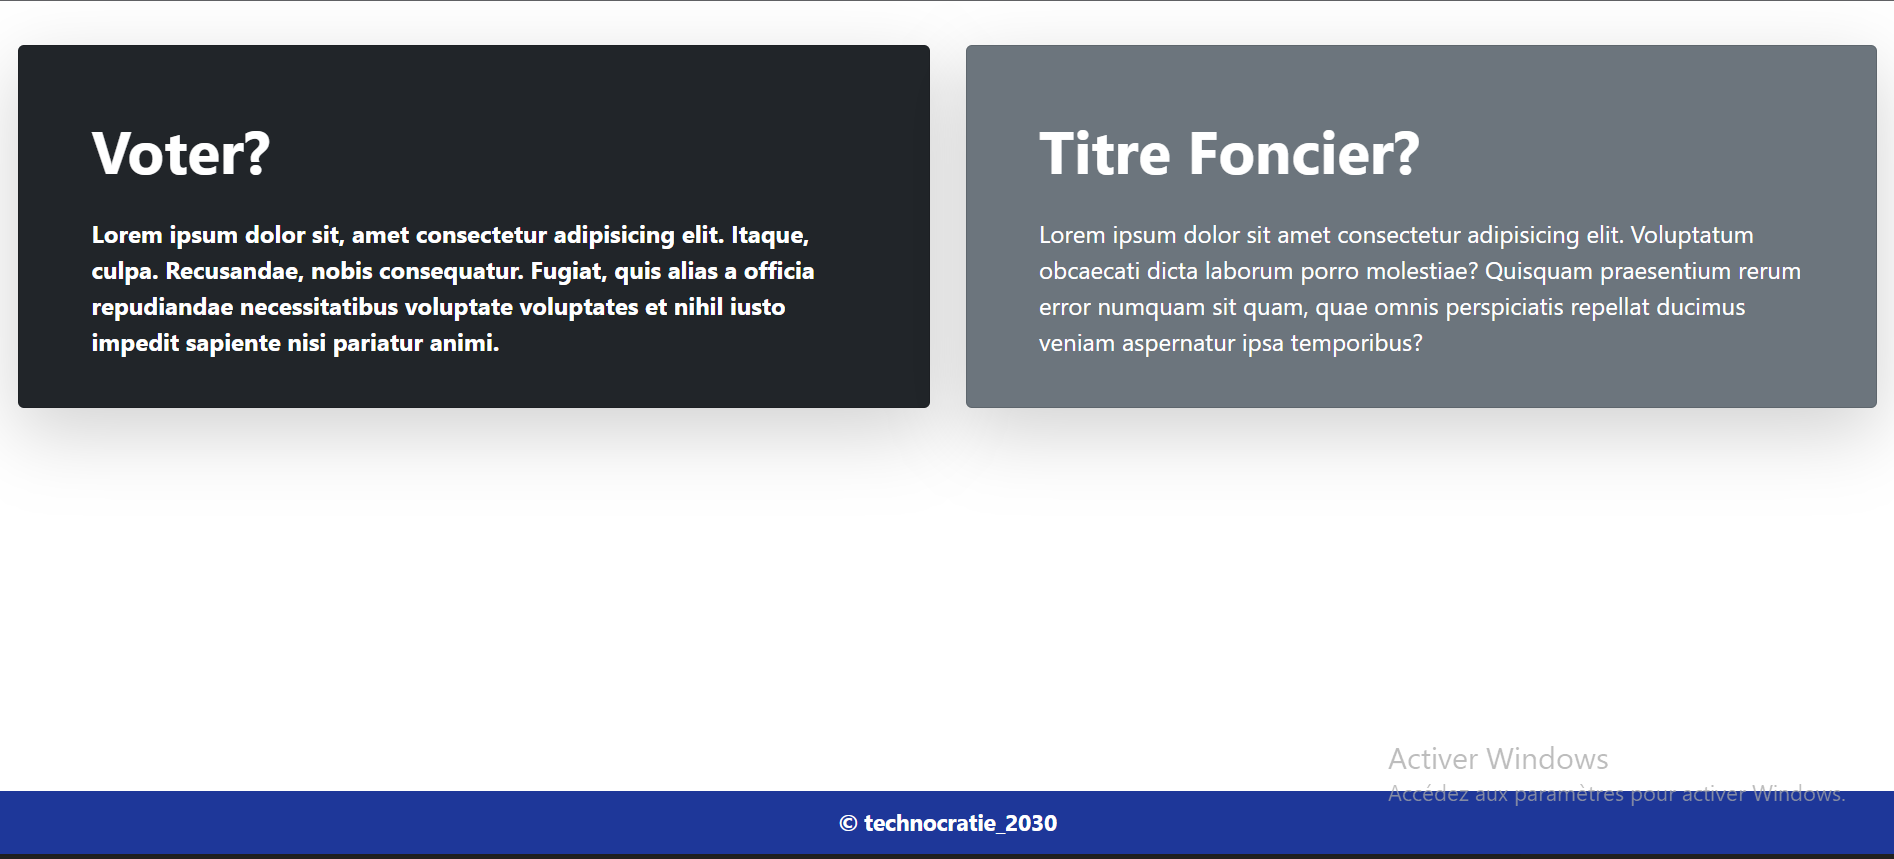 Voter?
Lorem ipsum dolor sit, amet consectetur adipisicing elit. Itaque,
culpa. Recusandae, nobis consequatur. Fugiat, quis alias a officia
repudiandae necessitatibus voluptate voluptates et nihil iusto
impedit sapiente nisi pariatur animi.
Titre Foncier?
Lorem ipsum dolor sit amet consectetur adipisicing elit. Voluptatum
obcaecati dicta laborum porro molestiae? Quisquam praesentium rerum
error numquam sit quam, quae omnis perspiciatis repellat ducimus
veniam aspernatur ipsa temporibus?
Activer Windows
Accédez aux paramètres pour activer Windows.
© technocratie_2030